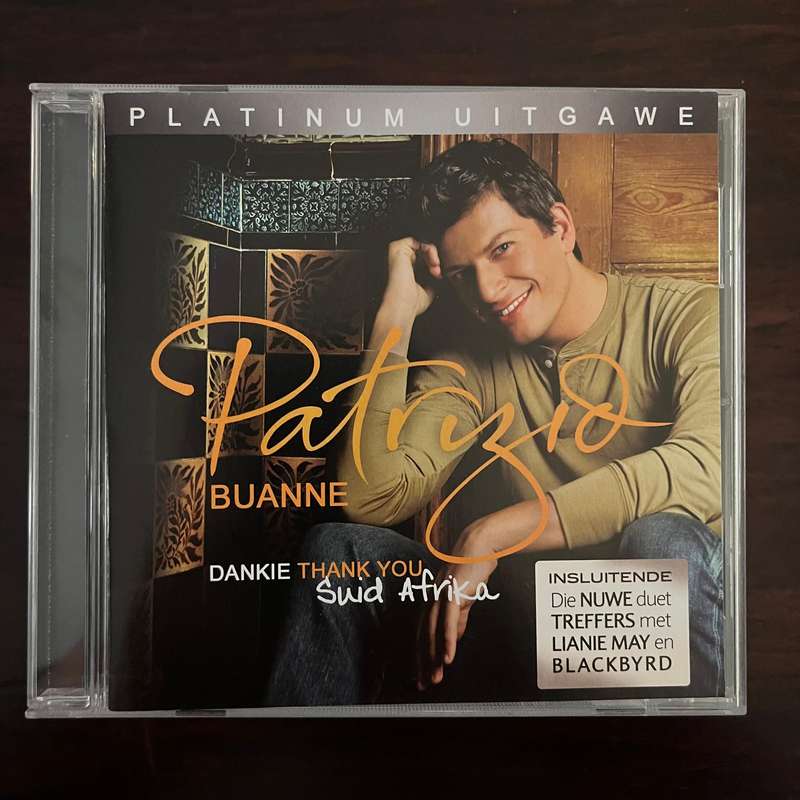 PLATINUM UITGAWE
Patrizio
BUANNE
DANKIE THANK YOU
Suid Afrika
INSLUITENDE
Die NUWE duet
TREFFERS met
LIANIE MAY en
BLACKBYRD